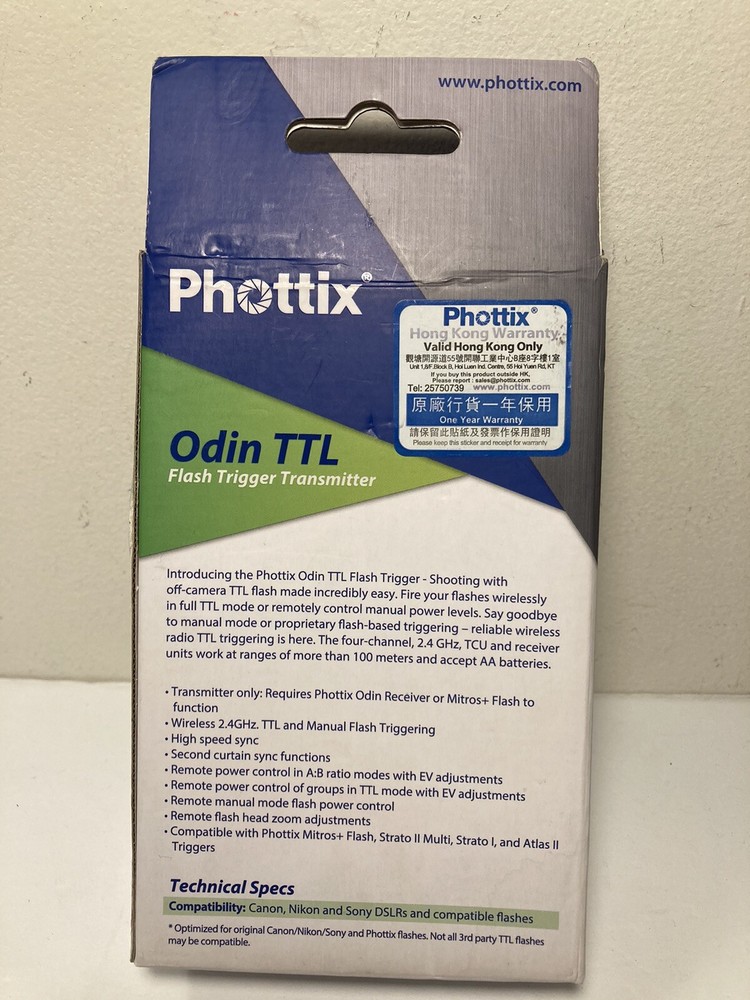 www.phottix.com
Phottix®
Phottix®
Hong Kong Warranty
Valid Hong Kong Only
觀塘開源道55號開聯工業中心B座8字樓1室
Unit 1,8/F.Block B, Hoi Luen Ind. Centre, 55 Hoi Yuen Rd, KT
If you buy this product outside HK,
Please report : sales@phottix.com
Tel: 25750739 www.phottix.com
原廠行貨一年保用
One Year Warranty
請保留此貼紙及發票作保用證明
Please keep this sticker and receipt for warranty
Odin TTL
Flash Trigger Transmitter
Introducing the Phottix Odin TTL Flash Trigger - Shooting with
off-camera TTL flash made incredibly easy. Fire your flashes wirelessly
in full TTL mode or remotely control manual power levels. Say goodbye
to manual mode or proprietary flash-based triggering – reliable wireless
radio TTL triggering is here. The four-channel, 2.4 GHz, TCU and receiver
units work at ranges of more than 100 meters and accept AA batteries.
• Transmitter only: Requires Phottix Odin Receiver or Mitros+ Flash to
• function
• Wireless 2.4GHz. TTL and Manual Flash Triggering
• High speed sync
• Second curtain sync functions
• Remote power control in A:B ratio modes with EV adjustments
• Remote power control of groups in TTL mode with EV adjustments
• Remote manual mode flash power control
• Remote flash head zoom adjustments
• Compatible with Phottix Mitros+ Flash, Strato II Multi, Strato I, and Atlas II
Triggers
Technical Specs
Compatibility: Canon, Nikon and Sony DSLRs and compatible flashes
* Optimized for original Canon/Nikon/Sony and Phottix flashes. Not all 3rd party TTL flashes
may be compatible.